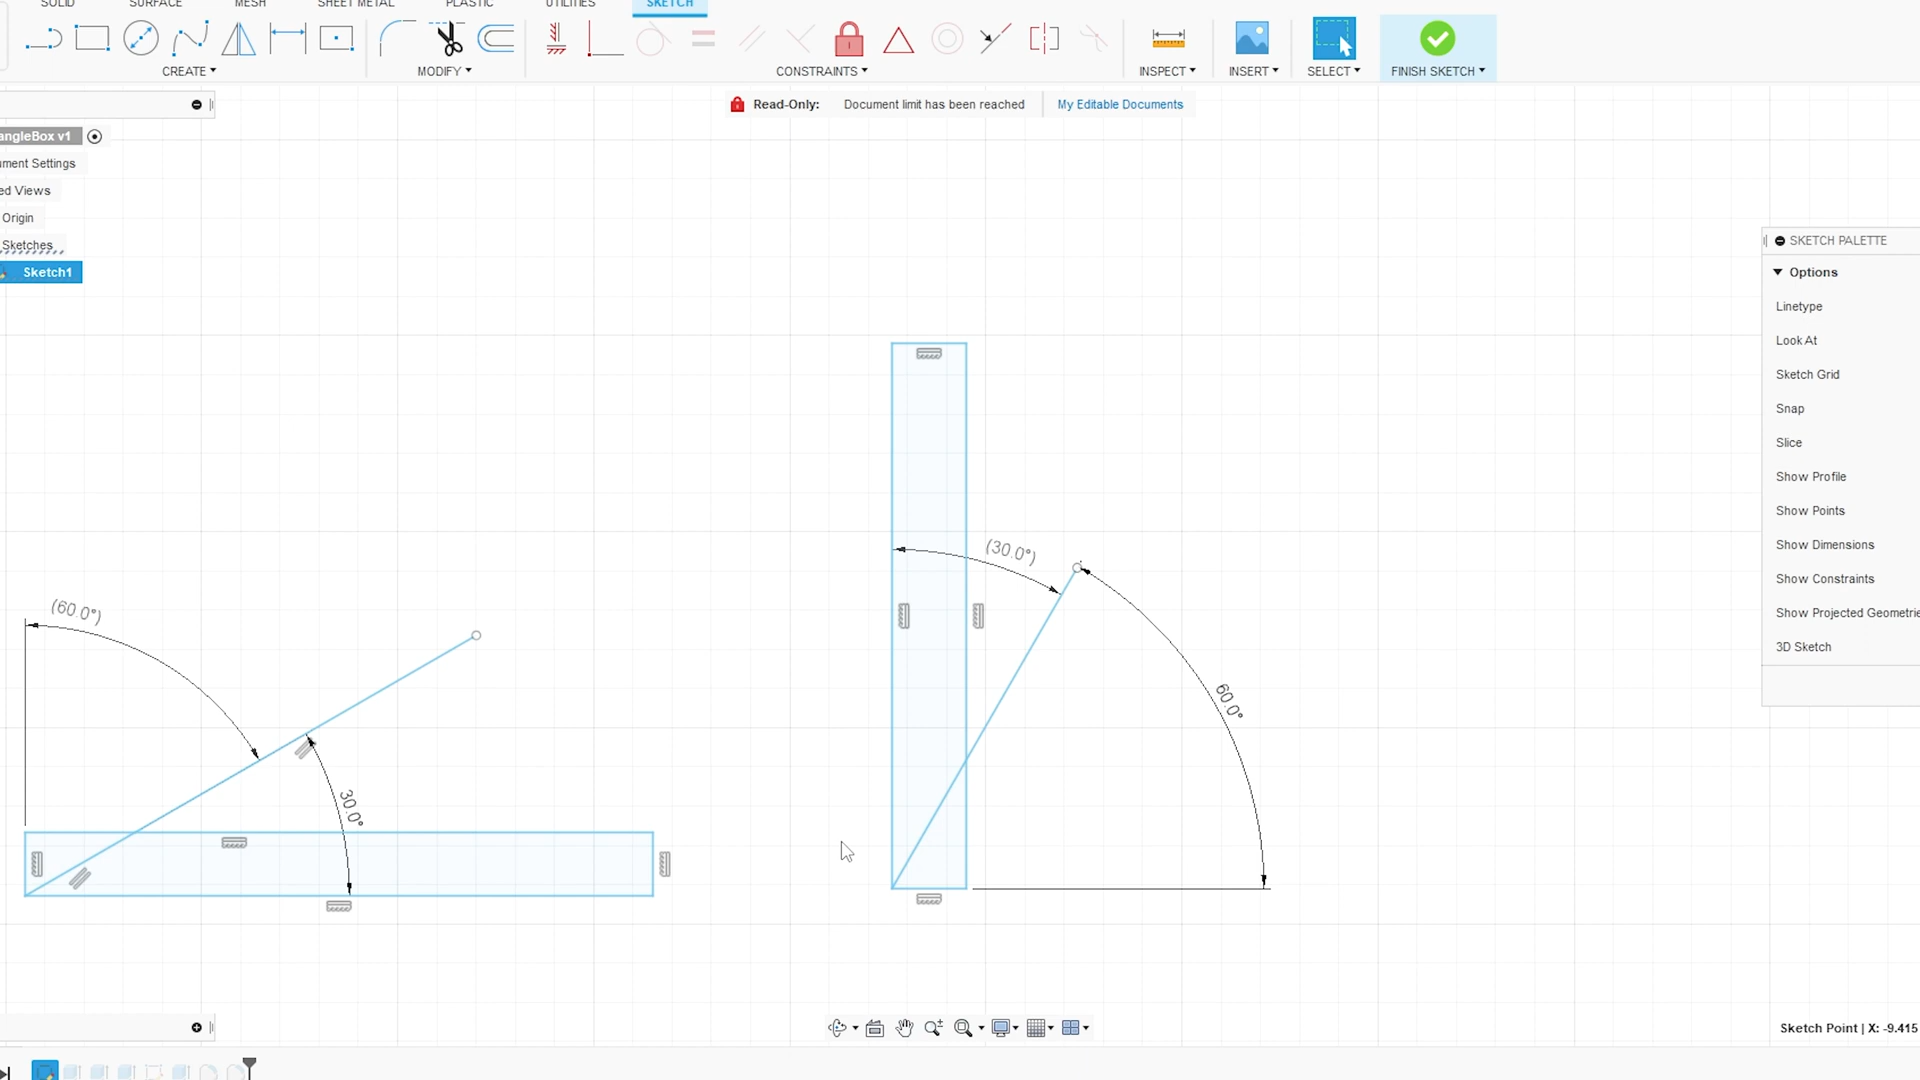 SOLID SURFACE MESH SHEET METAL PLASTIC UTILITIES SKETCH
CREATE MODIFY CONSTRAINTS INSPECT INSERT SELECT FINISH SKETCH
Read-Only: Document limit has been reached My Editable Documents
angleBox v1
ument Settings
ed Views
Origin
Sketches
Sketch1
SKETCH PALETTE
Options
Linetype
Look At
Sketch Grid
Snap
Slice
Show Profile
Show Points
Show Dimensions
Show Constraints
Show Projected Geometrie
3D Sketch
(60.0°)
30.0°
(30.0°)
60.0°
Sketch Point | X: -9.415